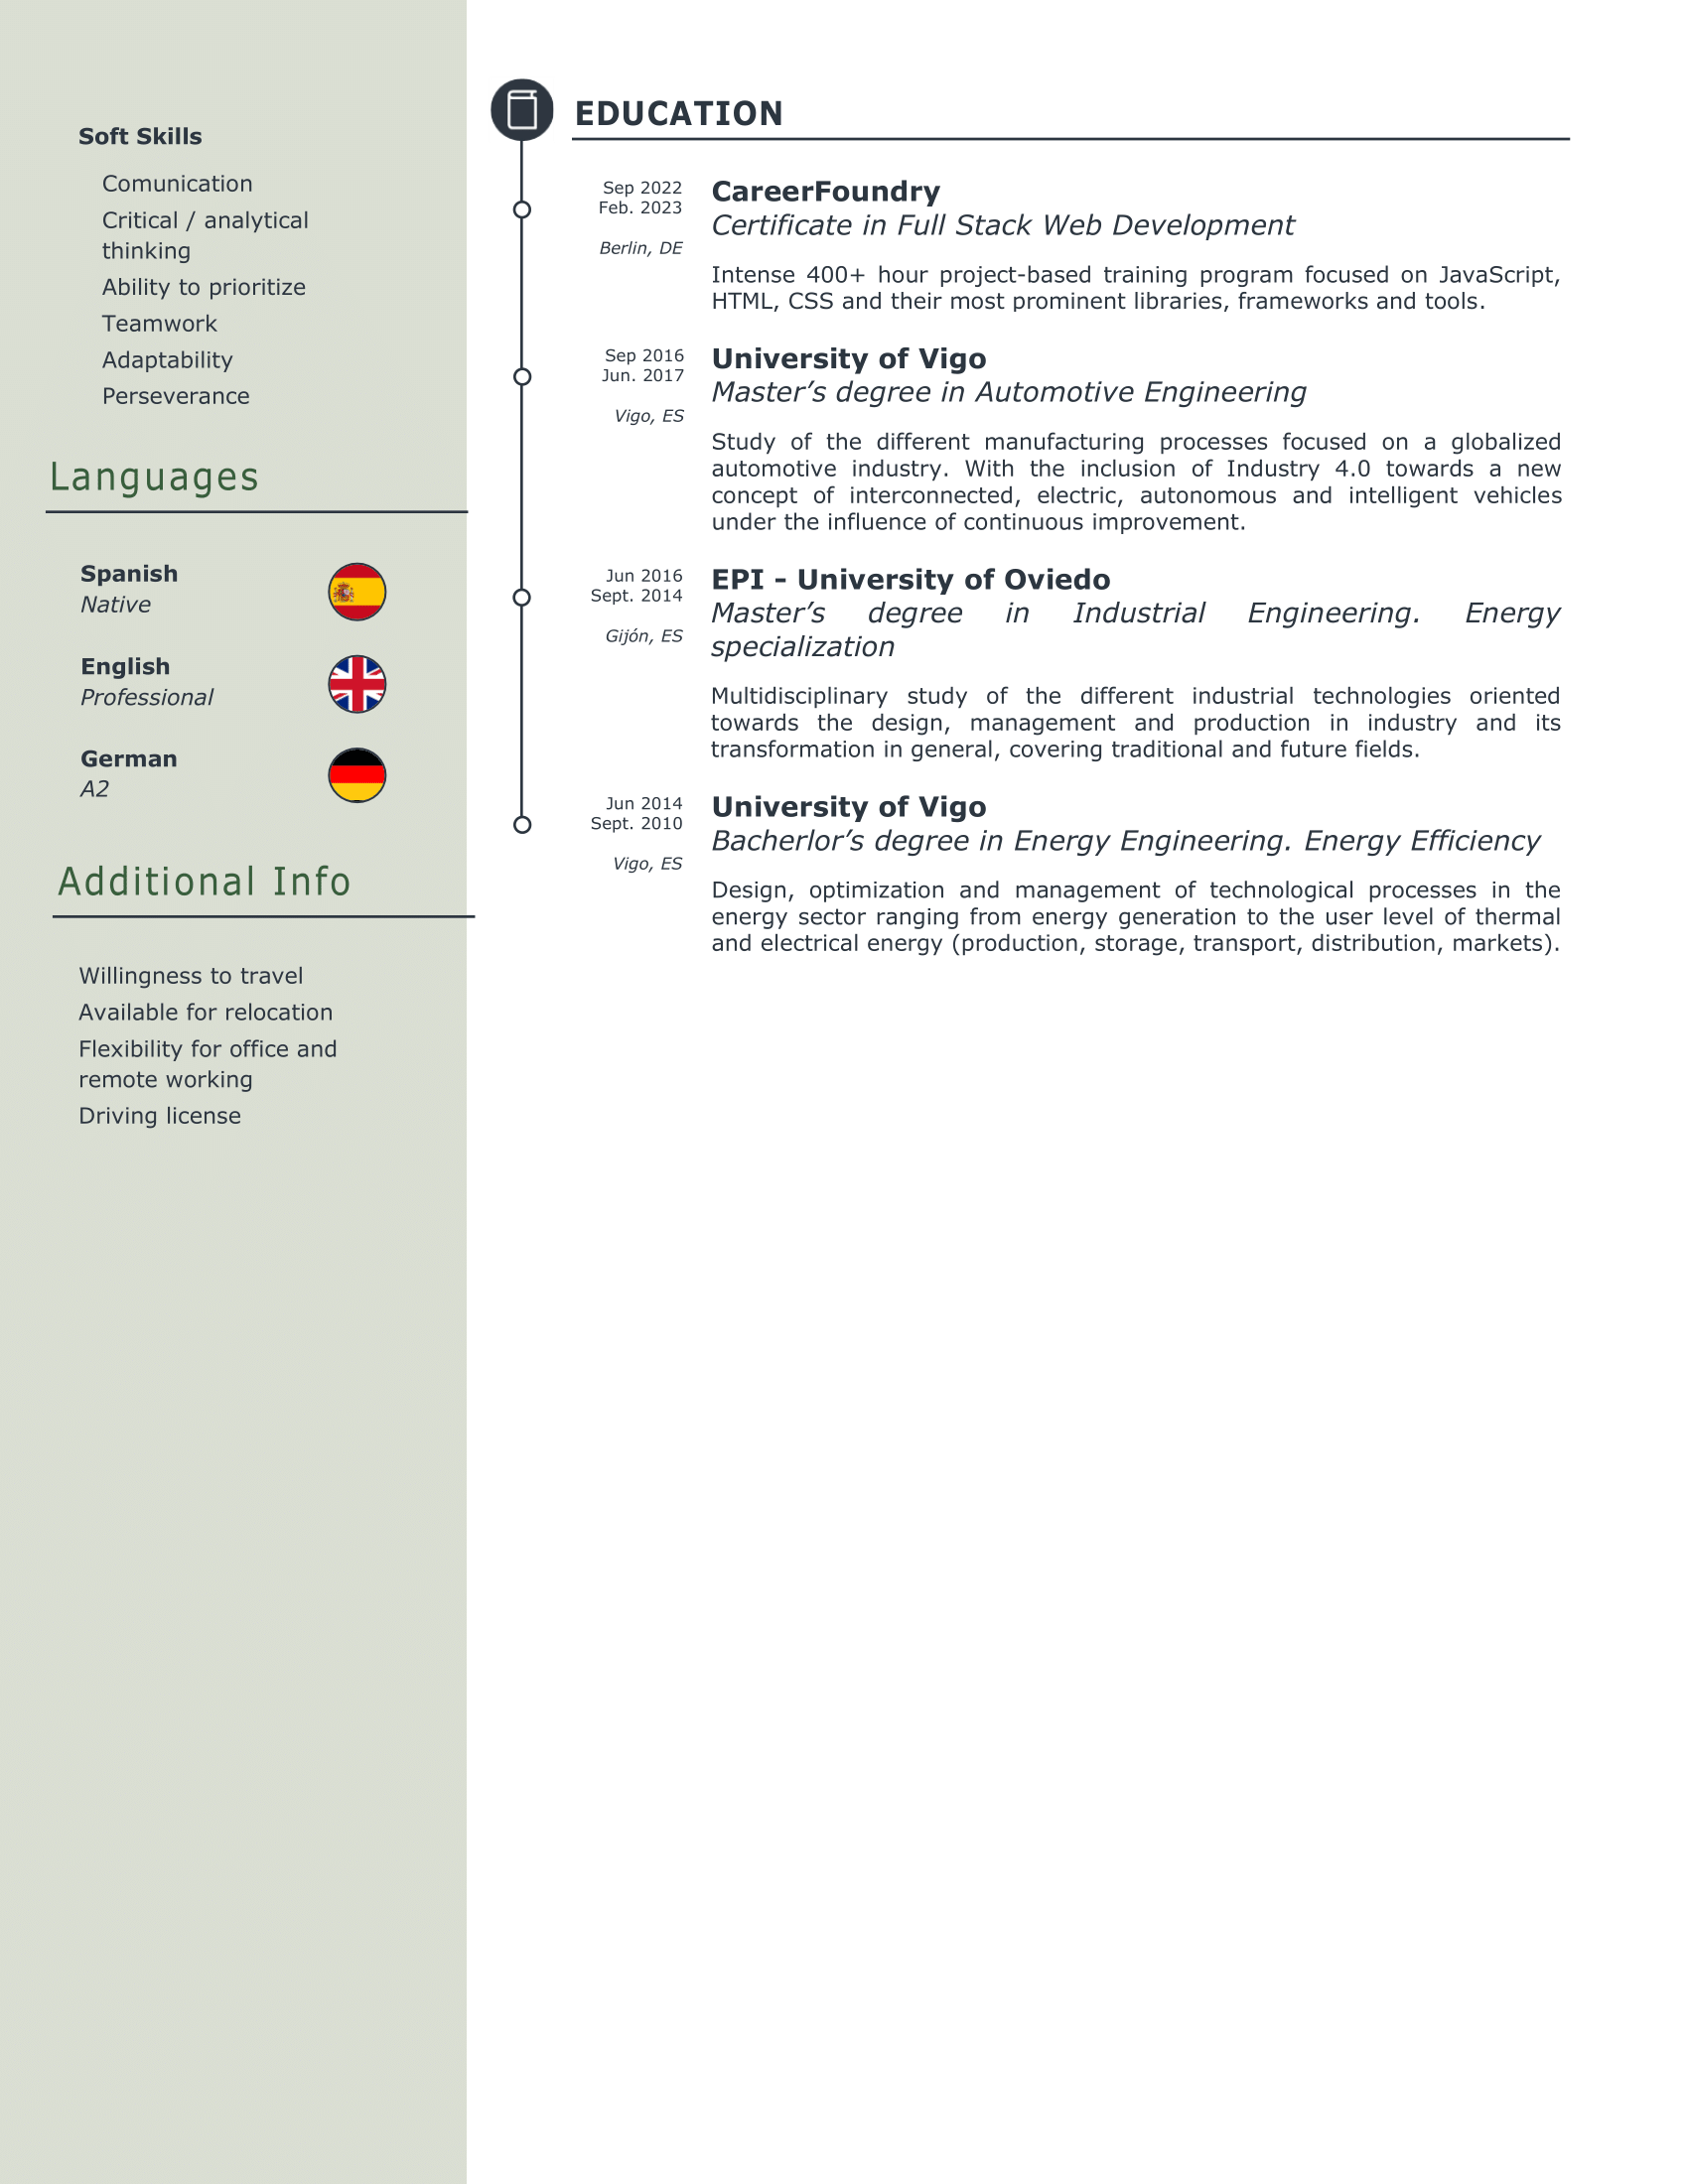 Soft Skills
Comunication
Critical / analytical
thinking
Ability to prioritize
Teamwork
Adaptability
Perseverance
Languages
Spanish
Native
English
Professional
German
A2
Additional Info
Willingness to travel
Available for relocation
Flexibility for office and
remote working
Driving license
EDUCATION
Sep 2022
Feb. 2023
Berlin, DE
CareerFoundry
Certificate in Full Stack Web Development
Intense 400+ hour project-based training program focused on JavaScript,
HTML, CSS and their most prominent libraries, frameworks and tools.
Sep 2016
Jun. 2017
Vigo, ES
University of Vigo
Master’s degree in Automotive Engineering
Study of the different manufacturing processes focused on a globalized
automotive industry. With the inclusion of Industry 4.0 towards a new
concept of interconnected, electric, autonomous and intelligent vehicles
under the influence of continuous improvement.
Jun 2016
Sept. 2014
Gijón, ES
EPI - University of Oviedo
Master’s degree in Industrial Engineering. Energy
specialization
Multidisciplinary study of the different industrial technologies oriented
towards the design, management and production in industry and its
transformation in general, covering traditional and future fields.
Jun 2014
Sept. 2010
Vigo, ES
University of Vigo
Bacherlor’s degree in Energy Engineering. Energy Efficiency
Design, optimization and management of technological processes in the
energy sector ranging from energy generation to the user level of thermal
and electrical energy (production, storage, transport, distribution, markets).